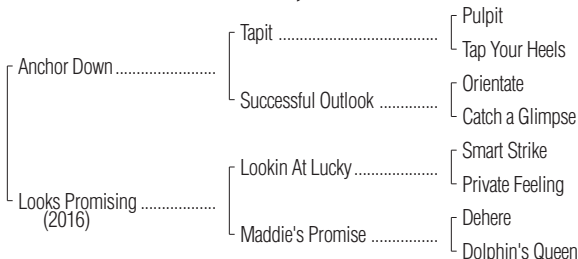 Pulpit
Tapit ........................................
Tap Your Heels
Anchor Down .........................
Orientate
Successful Outlook ...............
Catch a Glimpse
Smart Strike
Lookin At Lucky .....................
Private Feeling
Looks Promising ...................
(2016)
Dehere
Maddie's Promise .................
Dolphin's Queen